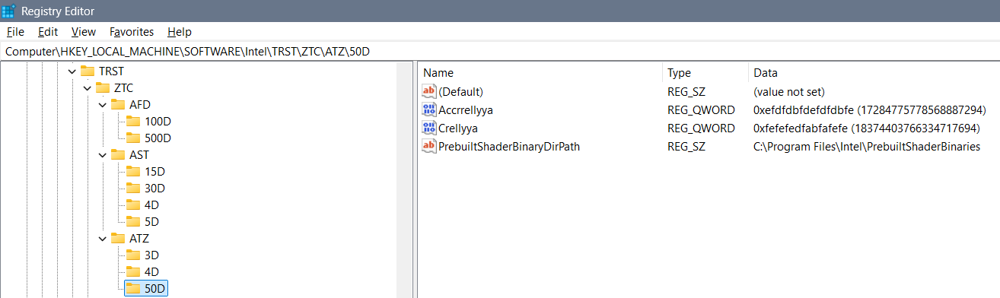 Registry Editor
File Edit View Favorites Help
Computer\HKEY_LOCAL_MACHINE\SOFTWARE\Intel\TRST\ZTC\ATZ\50D
TRST
ZTC
AFD
100D
500D
AST
15D
30D
4D
5D
ATZ
3D
4D
50D
Name Type Data
(Default) REG_SZ (value not set)
Accrrellyya REG_QWORD 0xefdfdbfdefdfdbfe (17284775778568887294)
Crellyya REG_QWORD 0xfefefedfabfafefe (18374403766334717694)
PrebuiltShaderBinaryDirPath REG_SZ C:\Program Files\Intel\PrebuiltShaderBinaries